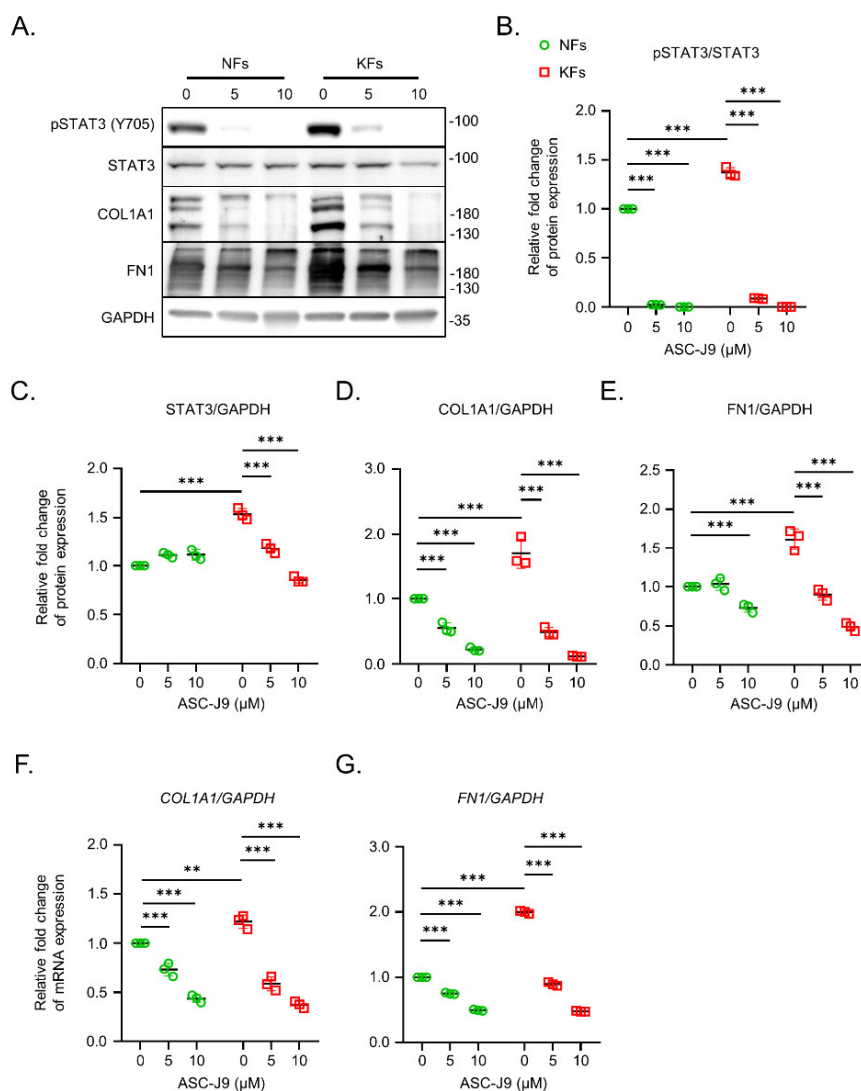 A.
NFs KFs
0 5 10 0 5 10
pSTAT3 (Y705) -100
STAT3 -100
COL1A1 -180
-130
FN1 -180
-130
GAPDH -35
B.
NFs
KFs
pSTAT3/STAT3
Relative fold change
of protein expression
2.0
1.5
1.0
0.5
0.0
*** *** *** *** ***
0 5 10 0 5 10
ASC-J9 (µM)
C.
STAT3/GAPDH
Relative fold change
of protein expression
2.0
1.5
1.0
0.5
0.0
*** *** ***
0 5 10 0 5 10
ASC-J9 (µM)
D.
COL1A1/GAPDH
3.0
2.0
1.0
0.0
*** *** *** *** ***
0 5 10 0 5 10
ASC-J9 (µM)
E.
FN1/GAPDH
2.5
2.0
1.5
1.0
0.5
0.0
*** *** *** ***
0 5 10 0 5 10
ASC-J9 (µM)
F.
COL1A1/GAPDH
Relative fold change
of mRNA expression
2.0
1.5
1.0
0.5
0.0
*** *** ** *** ***
0 5 10 0 5 10
ASC-J9 (µM)
G.
FN1/GAPDH
3.0
2.0
1.0
0.0
*** *** *** *** ***
0 5 10 0 5 10
ASC-J9 (µM)